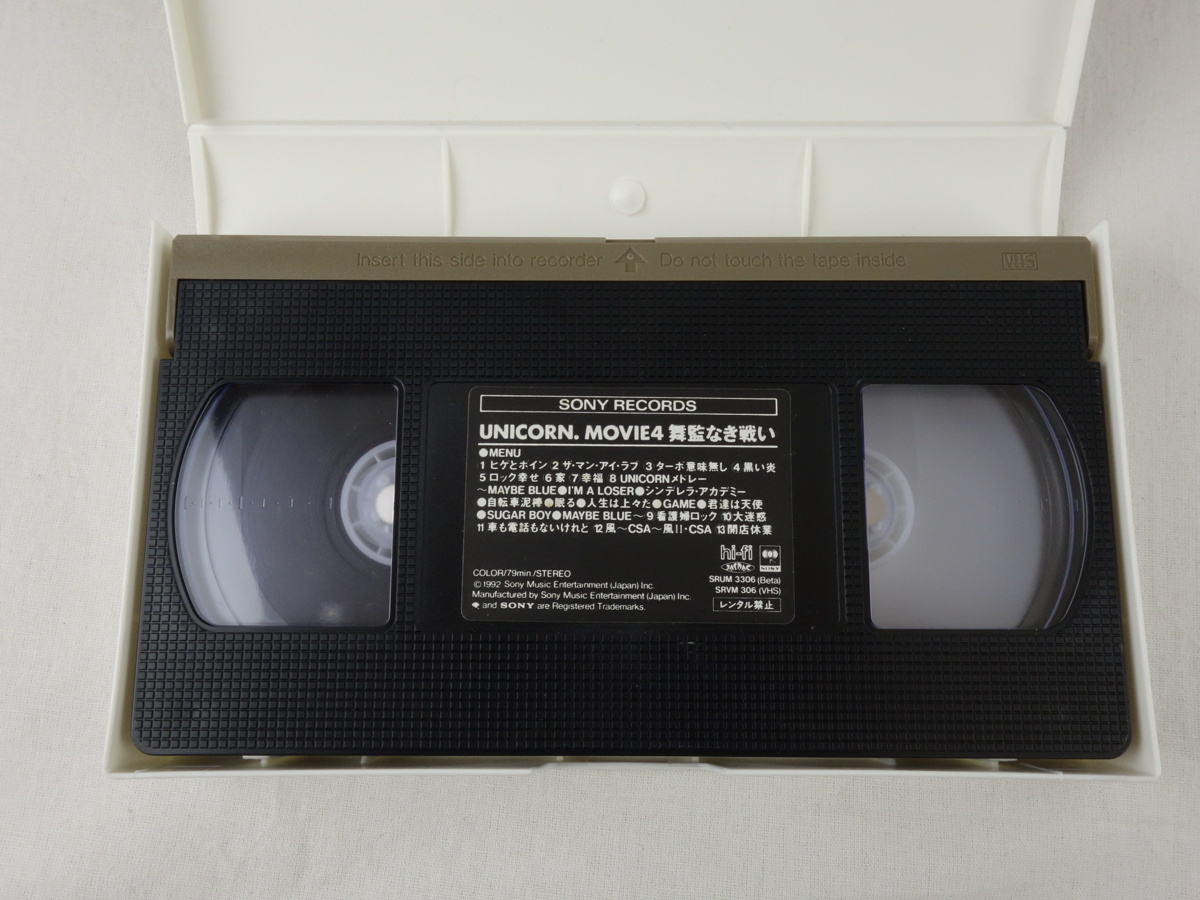 Insert this side into recorder Do not touch the tape inside VHS
SONY RECORDS
UNICORN. MOVIE4 舞監なき戦い
●MENU
1 ヒゲとボイン 2 ザ・マン・アイ・ラブ 3 ターボ意味無し 4 黒い炎
5 ロック幸せ 6 家 7 幸福 8 UNICORNメドレー
～MAYBE BLUE●I'M A LOSER●シンデレラ・アカデミー
●自転車泥棒●眠る●人生は上々だ●GAME●君達は天使
●SUGAR BOY●MAYBE BLUE～ 9 看護婦ロック 10 大迷惑
11 車も電話もないけれど 12 風～CSA～風II・CSA 13 開店休業
hi-fi
SONY
COLOR/79min./STEREO
SRUM 3306 (Beta)
© 1992 Sony Music Entertainment (Japan) Inc.
SRVM 306 (VHS)
Manufactured by Sony Music Entertainment (Japan) Inc.
and SONY are Registered Trademarks.
レンタル禁止